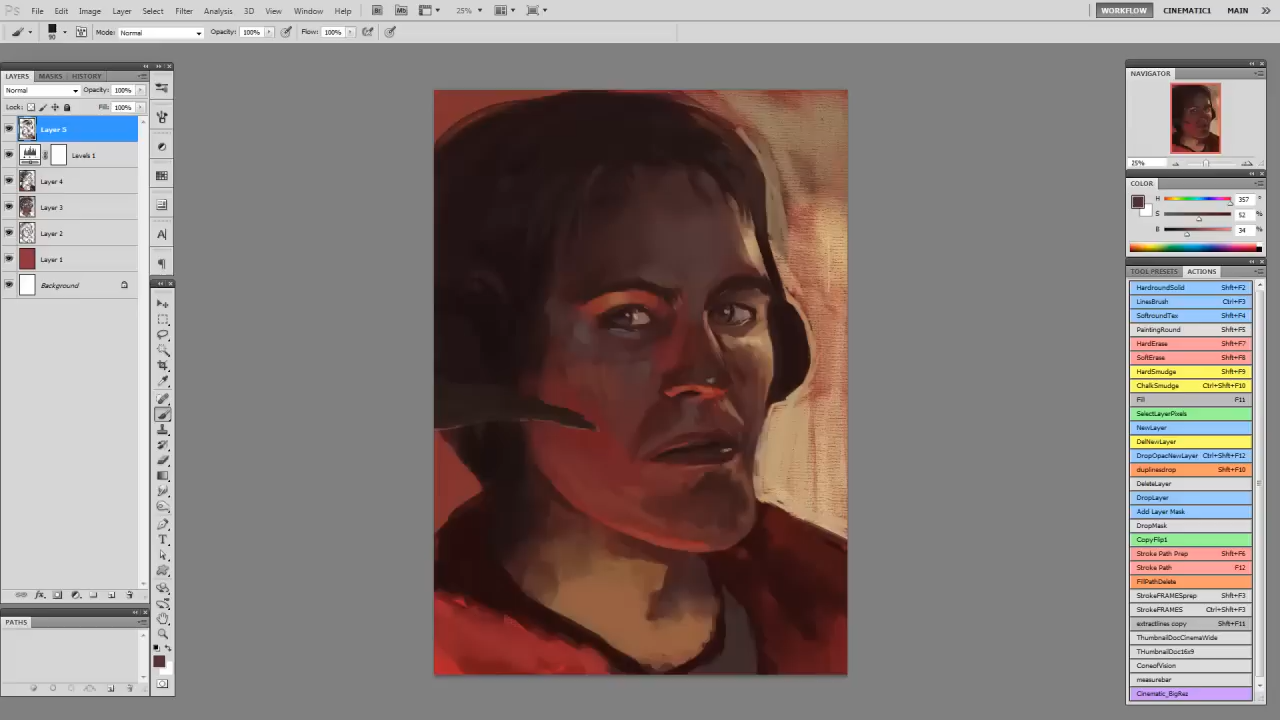 Ps File Edit Image Layer Select Filter Analysis 3D View Window Help 25% WORKFLOW CINEMATIC1 MAIN
90 Mode: Normal Opacity: 100% Flow: 100%
LAYERS MASKS HISTORY
Normal Opacity: 100%
Lock: Fill: 100%
Layer 5
Levels 1
Layer 4
Layer 3
Layer 2
Layer 1
Background
PATHS
NAVIGATOR
25%
COLOR
H 357 °
S 52 %
B 34 %
TOOL PRESETS ACTIONS
HardroundSolid Shft+F2
LinesBrush Ctrl+F3
SoftroundTex Shft+F4
PaintingRound Shft+F5
HardErase Shft+F7
SoftErase Shft+F8
HardSmudge Shft+F9
ChalkSmudge Ctrl+Shft+F10
Fill F11
SelectLayerPixels
NewLayer
DelNewLayer
DropOpacNewLayer Ctrl+Shft+F12
duplinesdrop Shft+F10
DeleteLayer
DropLayer
Add Layer Mask
DropMask
CopyFlip1
Stroke Path Prep Shft+F6
Stroke Path F12
FillPathDelete
StrokeFRAMESprep Shft+F3
StrokeFRAMES Ctrl+Shft+F3
extractlines copy Shft+F11
ThumbnailDocCinemaWide
THumbnailDoc16x9
ConeofVision
measurebar
Cinematic_BigRez